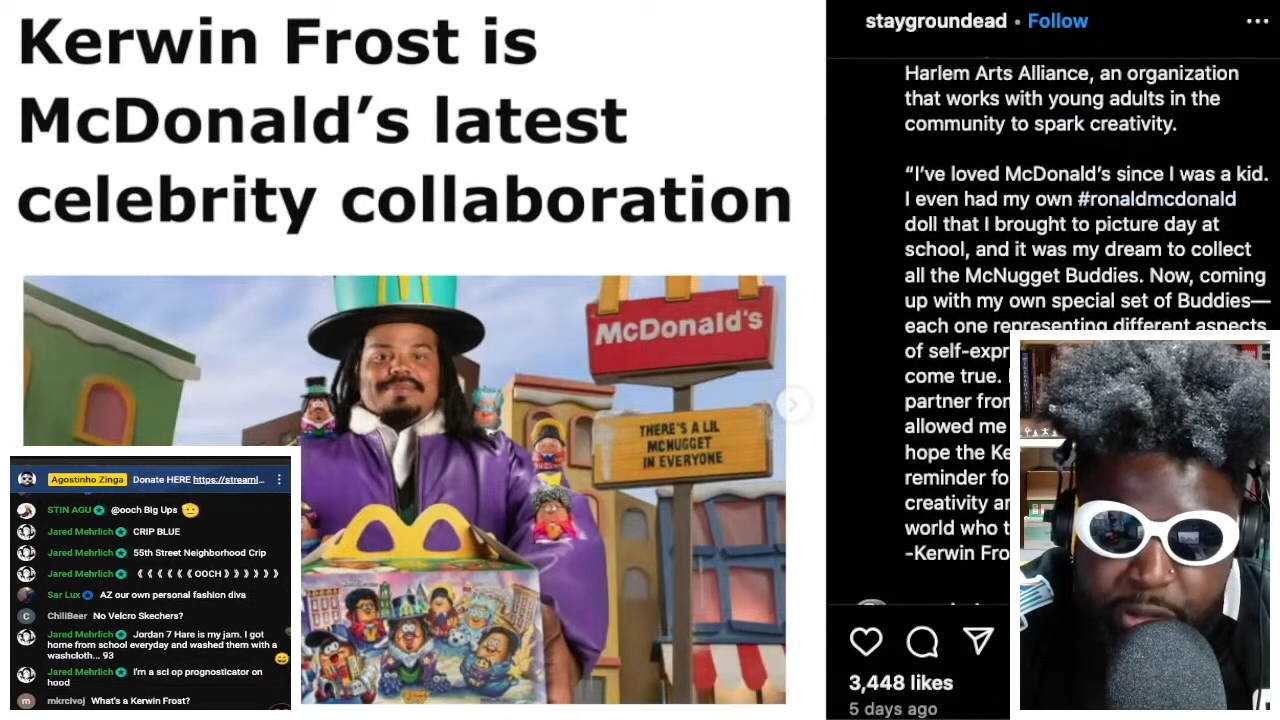 Kerwin Frost is
McDonald’s latest
celebrity collaboration
McDonald's
THERE'S A LIL
MCNUGGET
IN EVERYONE
staygroundead • Follow
Harlem Arts Alliance, an organization
that works with young adults in the
community to spark creativity.
“I’ve loved McDonald’s since I was a kid.
I even had my own #ronaldmcdonald
doll that I brought to picture day at
school, and it was my dream to collect
all the McNugget Buddies. Now, coming
up with my own special set of Buddies—
each one representing different aspects
of self-expr
come true.
partner from
allowed me
hope the Ke
reminder fo
creativity an
world who t
-Kerwin Fro
3,448 likes
5 days ago
Agostinho Zinga Donate HERE https://streaml...
STIN AGU @ooch Big Ups 🫡
Jared Mehrlich CRIP BLUE
Jared Mehrlich 55th Street Neighborhood Crip
Jared Mehrlich 《《《《《《OOCH》》》》》》
Sar Lux AZ our own personal fashion diva
C ChillBeer No Velcro Skechers?
Jared Mehrlich Jordan 7 Hare is my jam. I got
home from school everyday and washed them with a
washcloth... 93
Jared Mehrlich I'm a sci op prognosticator on
hood
m mkrcivoj What's a Kerwin Frost?